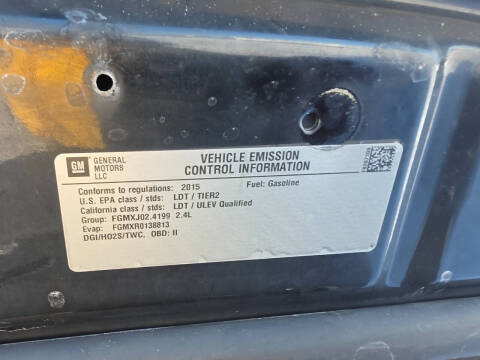 GM GENERAL MOTORS LLC
VEHICLE EMISSION
CONTROL INFORMATION
Conforms to regulations: 2015 Fuel: Gasoline
U.S. EPA class / stds: LDT / TIER2
California class / stds: LDT / ULEV Qualified
Group: FGMXJ02.4199 2.4L
Evap: FGMXR0138813
DGI/HO2S/TWC, OBD: II